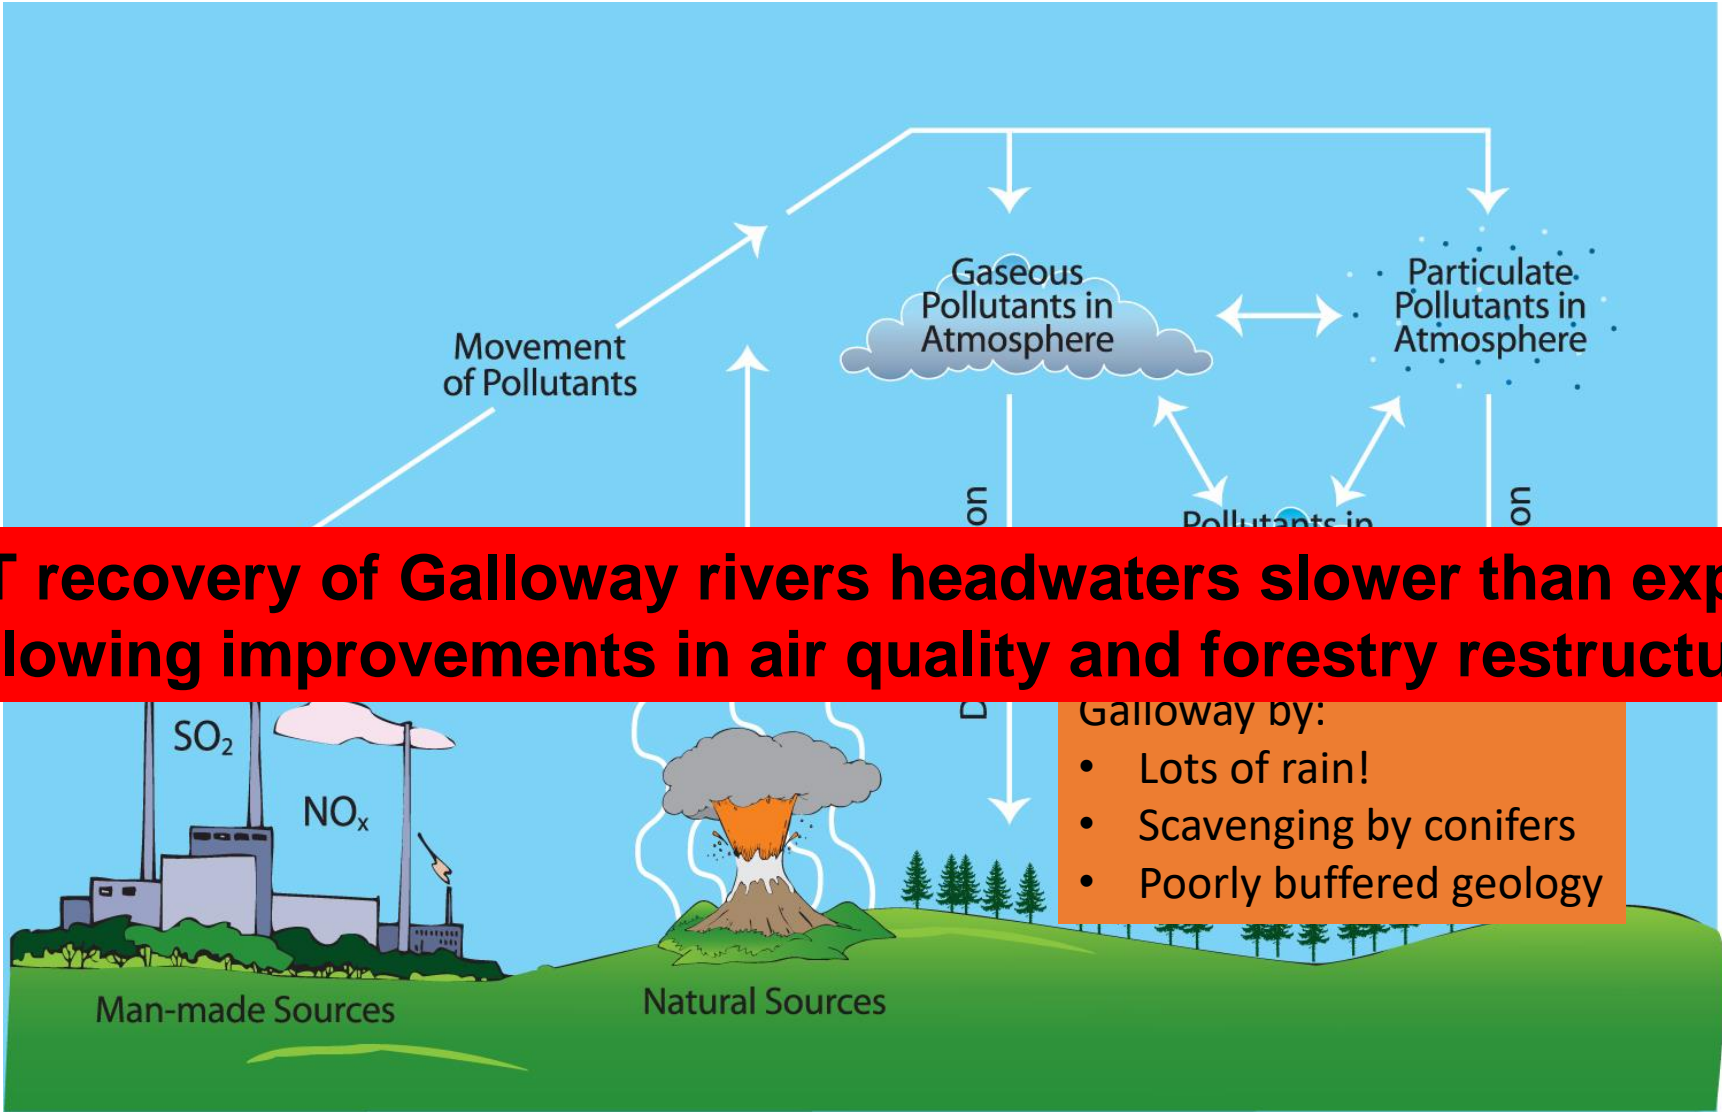 Gaseous
Pollutants in
Atmosphere
Particulate
Pollutants in
Atmosphere
Movement
of Pollutants
Pollutants in
T recovery of Galloway rivers headwaters slower than exp
lowing improvements in air quality and forestry restructu
Galloway by:
• Lots of rain!
• Scavenging by conifers
• Poorly buffered geology
SO₂
NOₓ
Man-made Sources
Natural Sources